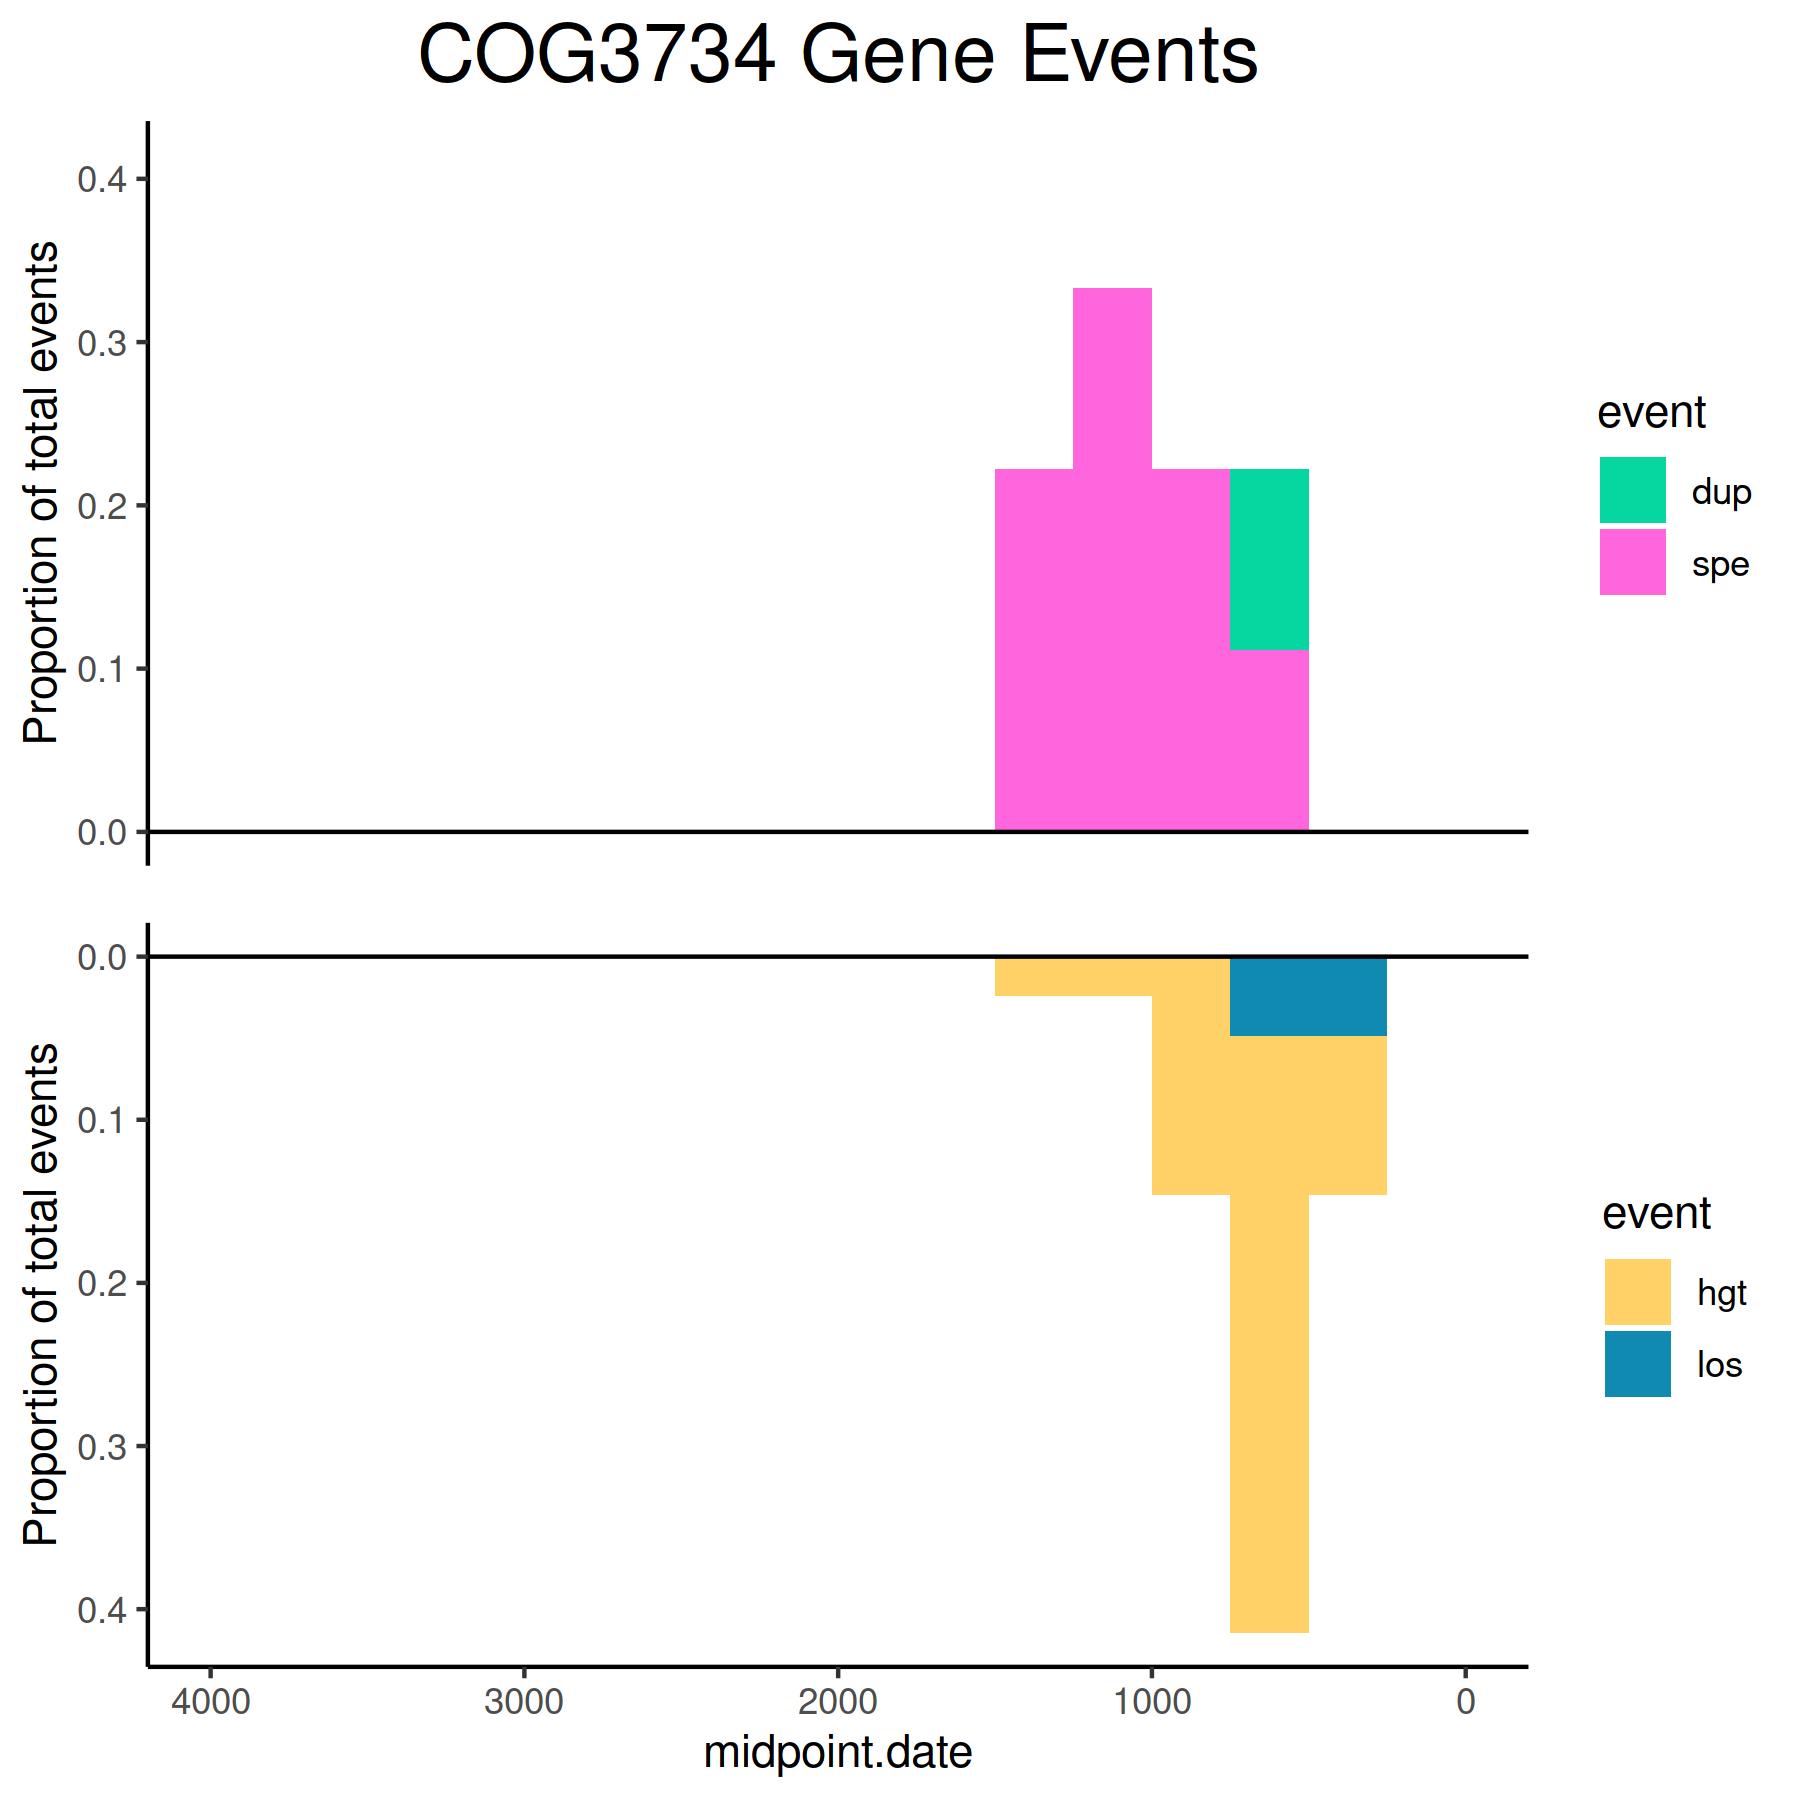 COG3734 Gene Events
Proportion of total events
0.4
0.3
0.2
0.1
0.0
event
dup
spe
Proportion of total events
0.0
0.1
0.2
0.3
0.4
event
hgt
los
4000 3000 2000 1000 0
midpoint.date